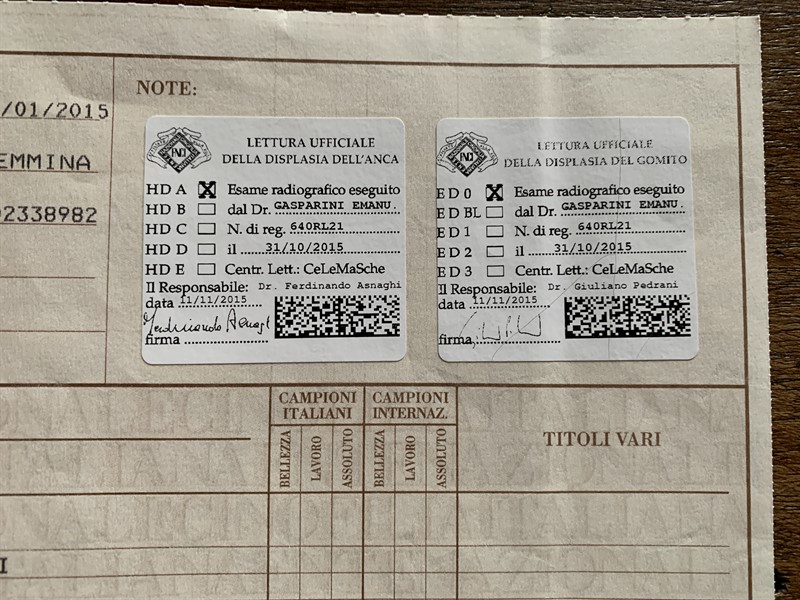 /01/2015
EMMINA
02338982
NOTE:
LETTURA UFFICIALE
DELLA DISPLASIA DELL'ANCA
HD A X Esame radiografico eseguito
HD B dal Dr. GASPARINI EMANU.
HD C N. di reg. 640RL21
HD D il 31/10/2015
HD E Centr. Lett.: CeLeMaSche
Il Responsabile: Dr. Ferdinando Asnaghi
data 11/11/2015
firma
LETTURA UFFICIALE
DELLA DISPLASIA DEL GOMITO
ED 0 X Esame radiografico eseguito
ED BL dal Dr. GASPARINI EMANU.
ED 1 N. di reg. 640RL21
ED 2 il 31/10/2015
ED 3 Centr. Lett.: CeLeMaSche
Il Responsabile: Dr. Giuliano Pedrani
data 11/11/2015
firma
CAMPIONI
ITALIANI
CAMPIONI
INTERNAZ.
TITOLI VARI
BELLEZZA
LAVORO
ASSOLUTO
BELLEZZA
LAVORO
ASSOLUTO
I